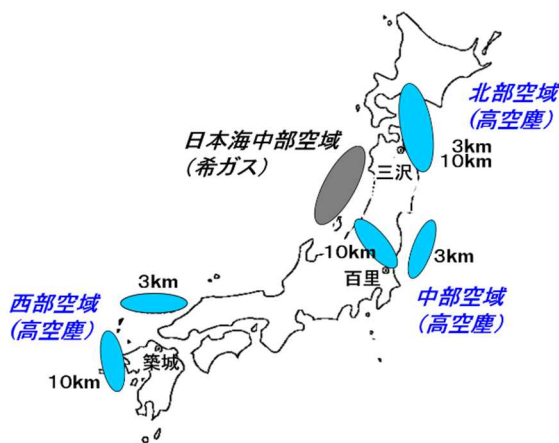 北部空域
(高空塵)
3km
10km
三沢
日本海中部空域
(希ガス)
10km
3km
百里
中部空域
(高空塵)
3km
西部空域
(高空塵)
築城
10km